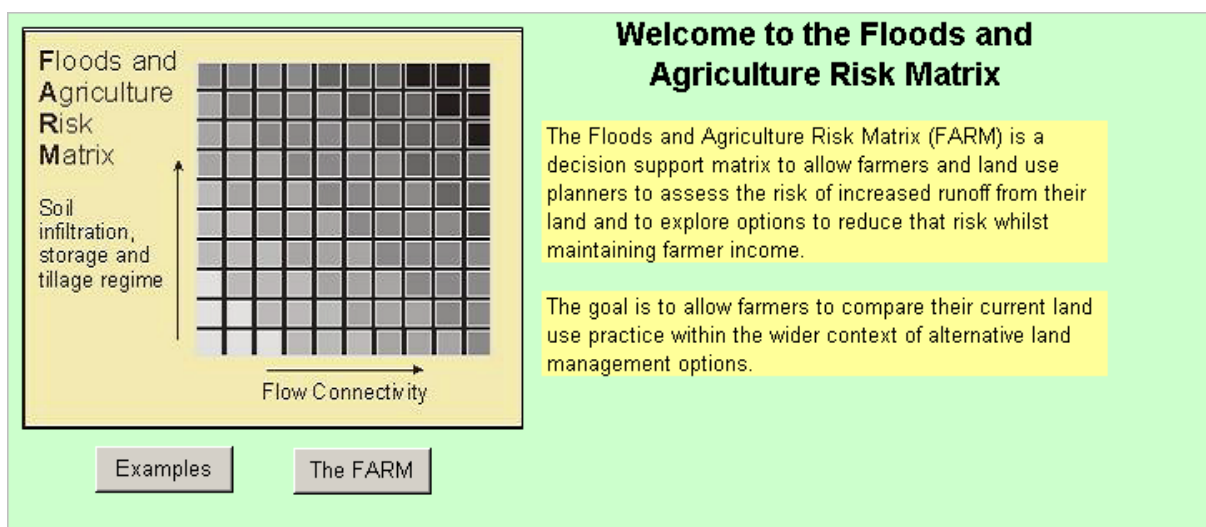 Floods and
Agriculture
Risk
Matrix
Soil
infiltration,
storage and
tillage regime
Flow Connectivity
Examples
The FARM
Welcome to the Floods and
Agriculture Risk Matrix
The Floods and Agriculture Risk Matrix (FARM) is a
decision support matrix to allow farmers and land use
planners to assess the risk of increased runoff from their
land and to explore options to reduce that risk whilst
maintaining farmer income.
The goal is to allow farmers to compare their current land
use practice within the wider context of alternative land
management options.